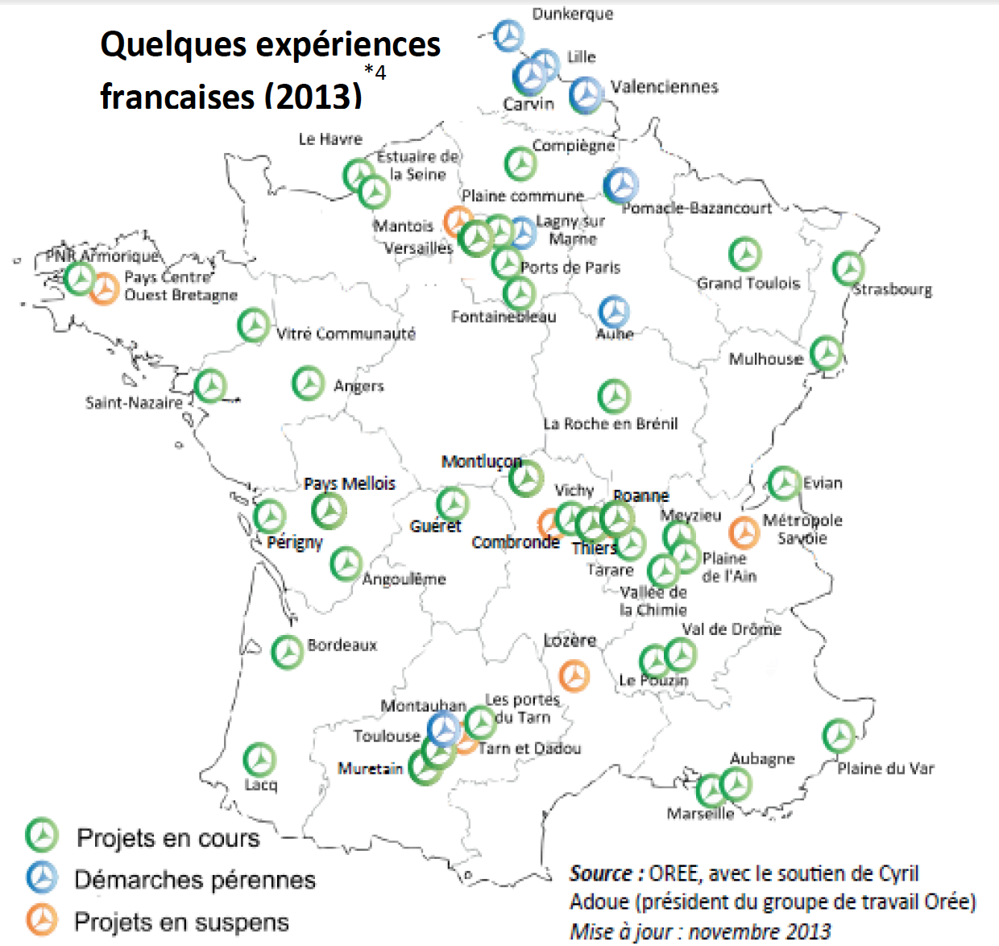 Quelques expériences
francaises (2013)
*4
Dunkerque
Lille
Valenciennes
Carvin
Le Havre
Estuaire de
la Seine
Compiègne
Plaine commune
Pomacle-Bazancourt
Mantois
Lagny sur
Marne
Versailles
Ports de Paris
Fontainebleau
Grand Toulois
Strasbourg
PNR Armorique
Pays Centre
Ouest Bretagne
Vitré Communauté
Aube
Mulhouse
Saint-Nazaire
Angers
La Roche en Brénil
Montluçon
Evian
Pays Mellois
Vichy
Roanne
Meyzieu
Métropole
Savoie
Guéret
Périgny
Combronde
Thiers
Tarare
Plaine
de l'Ain
Angoulême
Vallée de
la Chimie
Bordeaux
Lozère
Val de Drôme
Le Pouzin
Montauban
Les portes
du Tarn
Toulouse
Tarn et Dadou
Muretain
Lacq
Aubagne
Plaine du Var
Marseille
Projets en cours
Démarches pérennes
Projets en suspens
Source : OREE, avec le soutien de Cyril
Adoue (président du groupe de travail Orée)
Mise à jour : novembre 2013